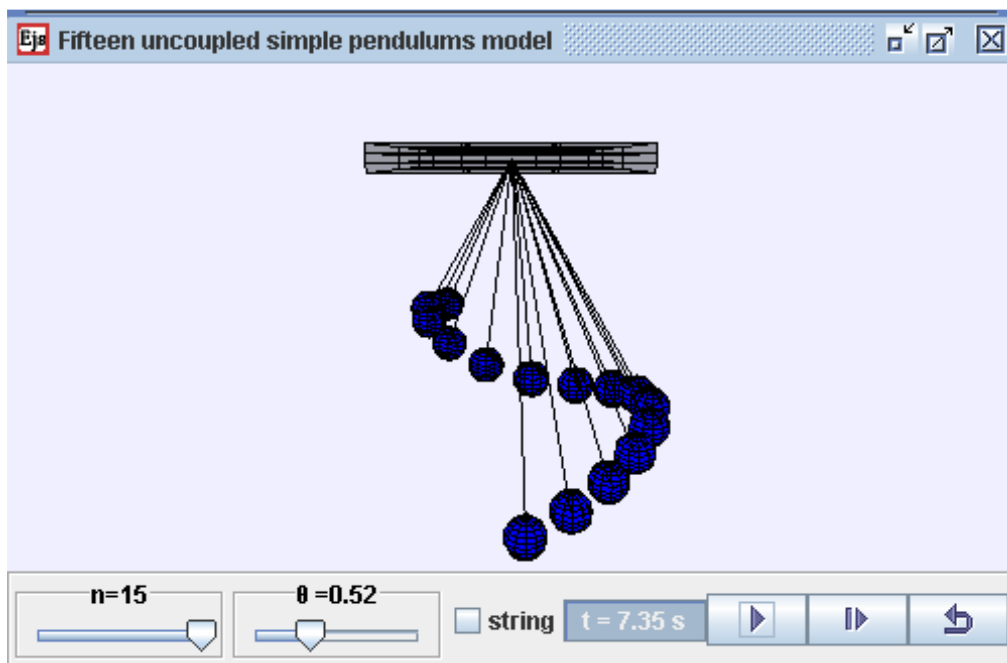 Ejs Fifteen uncoupled simple pendulums model
n=15
θ =0.52
string
t = 7.35 s